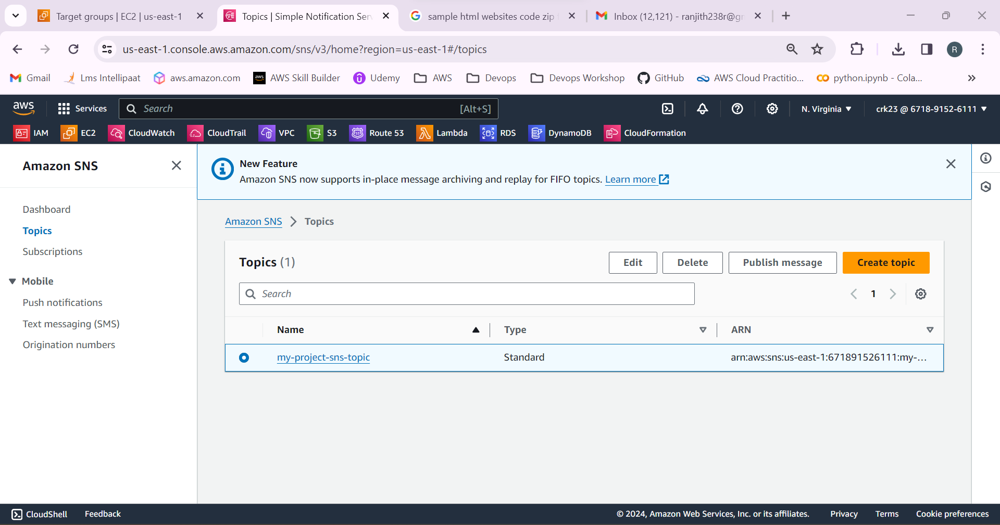 Target groups | EC2 | us-east-1
Topics | Simple Notification Serv
sample html websites code zip
Inbox (12,121) - ranjith238r@gm
us-east-1.console.aws.amazon.com/sns/v3/home?region=us-east-1#/topics
R
Gmail
Lms Intellipaat
aws.amazon.com
aws
AWS Skill Builder
Udemy
AWS
Devops
Devops Workshop
GitHub
AWS Cloud Practitio...
python.ipynb - Cola...
aws
Services
Search
[Alt+S]
N. Virginia
crk23 @ 6718-9152-6111
IAM
EC2
CloudWatch
CloudTrail
VPC
S3
53
Route 53
Lambda
RDS
DynamoDB
CloudFormation
Amazon SNS
Dashboard
Topics
Subscriptions
Mobile
Push notifications
Text messaging (SMS)
Origination numbers
New Feature
Amazon SNS now supports in-place message archiving and replay for FIFO topics. Learn more
Amazon SNS
Topics
Topics (1)
Edit
Delete
Publish message
Create topic
Search
1
Name
Type
ARN
my-project-sns-topic
Standard
arn:aws:sns:us-east-1:671891526111:my-...
CloudShell
Feedback
© 2024, Amazon Web Services, Inc. or its affiliates.
Privacy
Terms
Cookie preferences